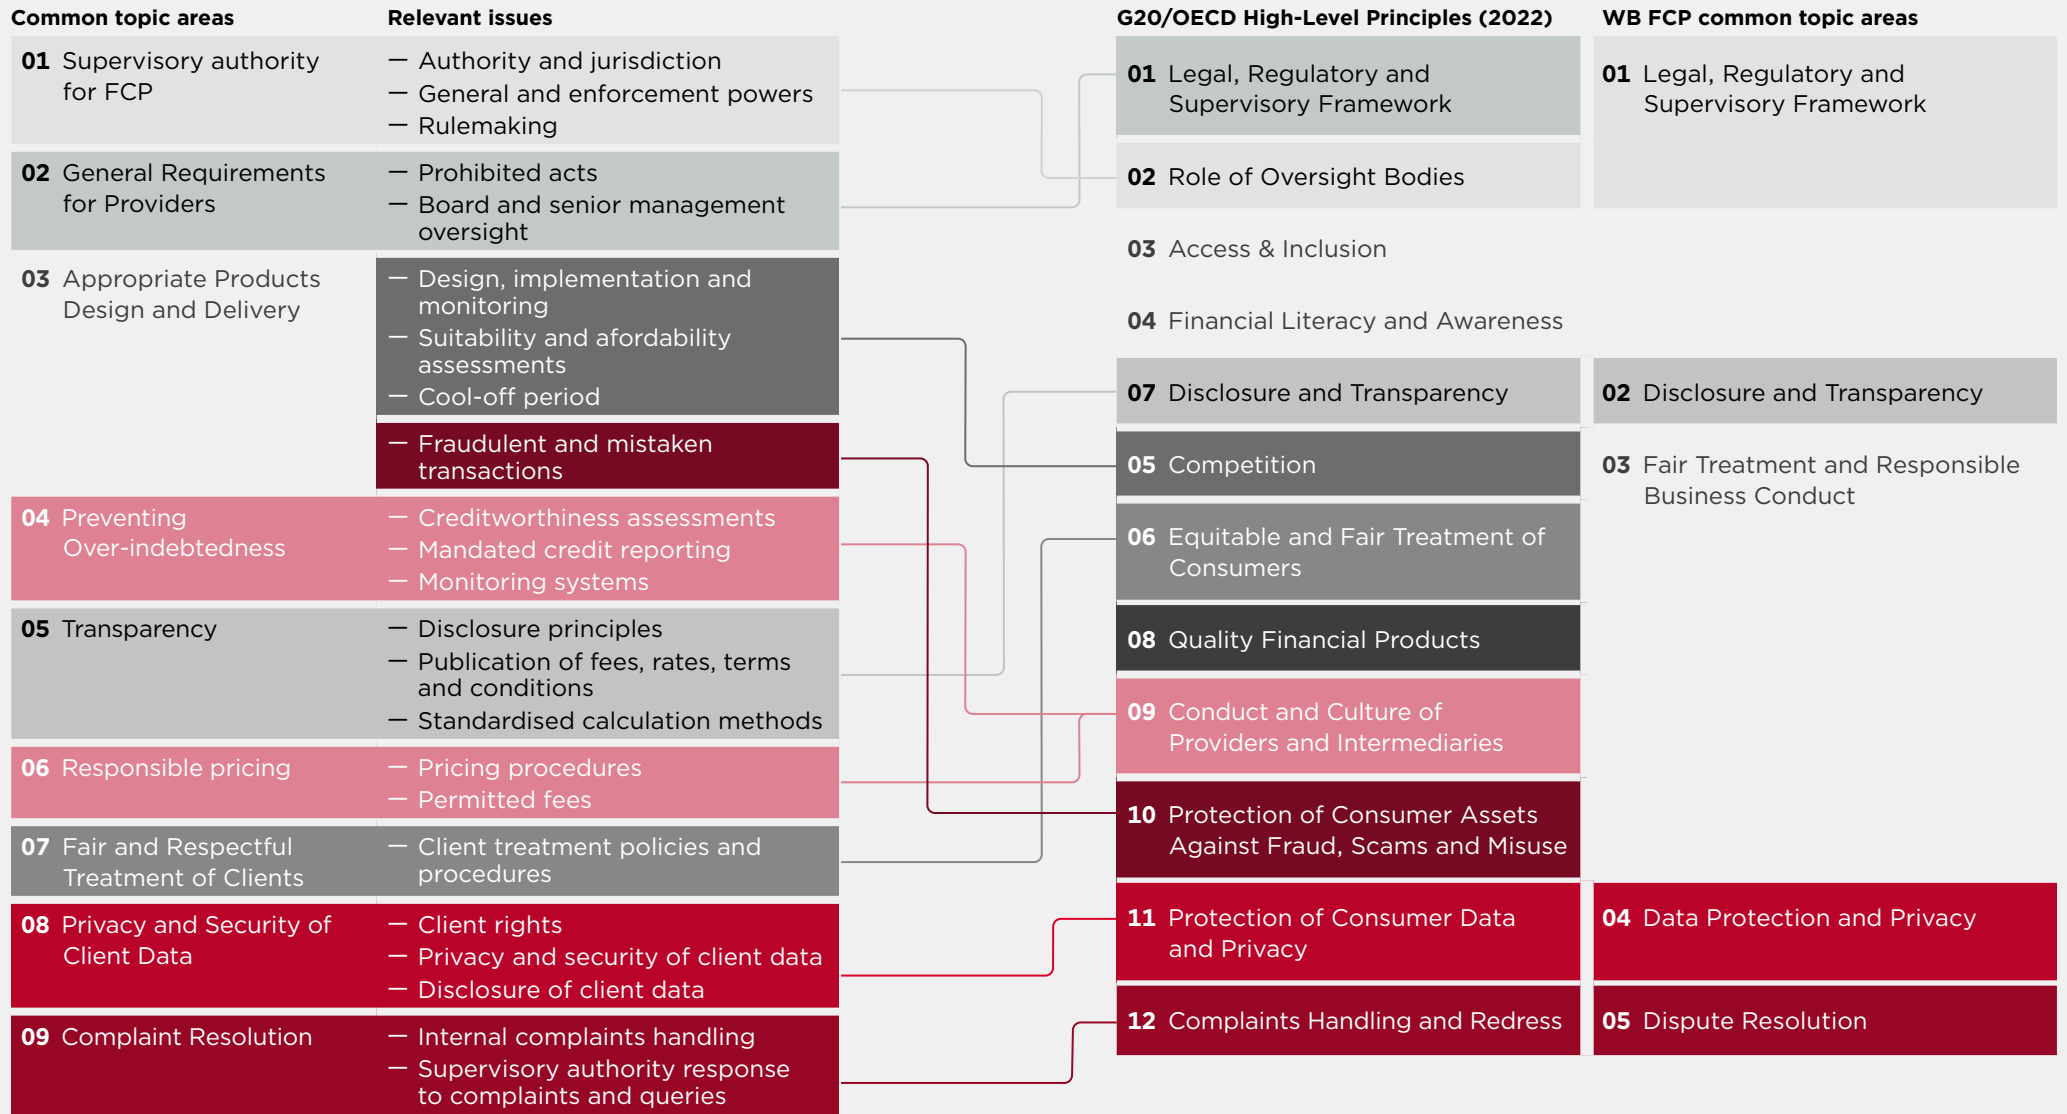 Common topic areas
Relevant issues
01 Supervisory authority
for FCP
— Authority and jurisdiction
— General and enforcement powers
— Rulemaking
02 General Requirements
for Providers
— Prohibited acts
— Board and senior management
oversight
03 Appropriate Products
Design and Delivery
— Design, implementation and
monitoring
— Suitability and afordability
assessments
— Cool-off period
— Fraudulent and mistaken
transactions
04 Preventing
Over-indebtedness
— Creditworthiness assessments
— Mandated credit reporting
— Monitoring systems
05 Transparency
— Disclosure principles
— Publication of fees, rates, terms
and conditions
— Standardised calculation methods
06 Responsible pricing
— Pricing procedures
— Permitted fees
07 Fair and Respectful
Treatment of Clients
— Client treatment policies and
procedures
08 Privacy and Security of
Client Data
— Client rights
— Privacy and security of client data
— Disclosure of client data
09 Complaint Resolution
— Internal complaints handling
— Supervisory authority response
to complaints and queries
G20/OECD High-Level Principles (2022)
01 Legal, Regulatory and
Supervisory Framework
02 Role of Oversight Bodies
03 Access & Inclusion
04 Financial Literacy and Awareness
07 Disclosure and Transparency
05 Competition
06 Equitable and Fair Treatment of
Consumers
08 Quality Financial Products
09 Conduct and Culture of
Providers and Intermediaries
10 Protection of Consumer Assets
Against Fraud, Scams and Misuse
11 Protection of Consumer Data
and Privacy
12 Complaints Handling and Redress
WB FCP common topic areas
01 Legal, Regulatory and
Supervisory Framework
02 Disclosure and Transparency
03 Fair Treatment and Responsible
Business Conduct
04 Data Protection and Privacy
05 Dispute Resolution